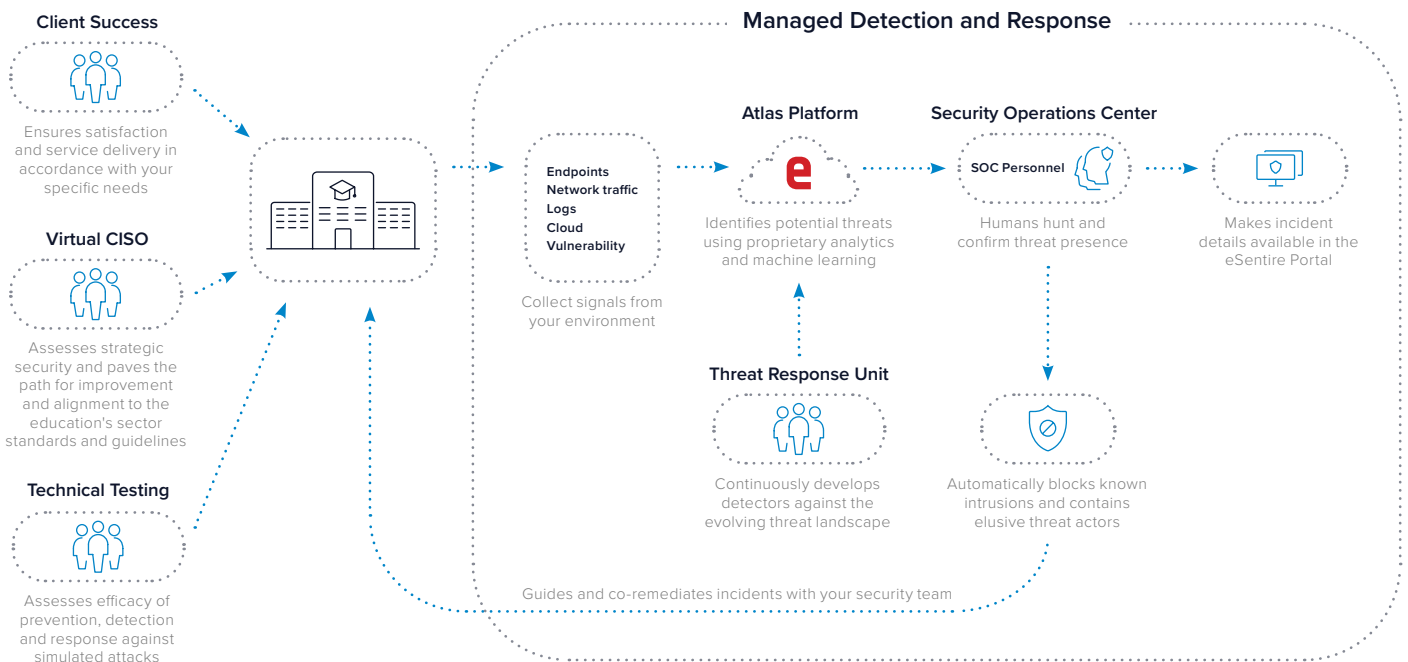 Client Success
Ensures satisfaction
and service delivery in
accordance with your
specific needs
Virtual CISO
Assesses strategic
security and paves the
path for improvement
and alignment to the
education's sector
standards and guidelines
Technical Testing
Assesses efficacy of
prevention, detection
and response against
simulated attacks
Managed Detection and Response
Endpoints
Network traffic
Logs
Cloud
Vulnerability
Collect signals from
your environment
Atlas Platform
e
Identifies potential threats
using proprietary analytics
and machine learning
Security Operations Center
SOC Personnel
Humans hunt and
confirm threat presence
Makes incident
details available in the
eSentire Portal
Threat Response Unit
Continuously develops
detectors against the
evolving threat landscape
Automatically blocks known
intrusions and contains
elusive threat actors
Guides and co-remediates incidents with your security team